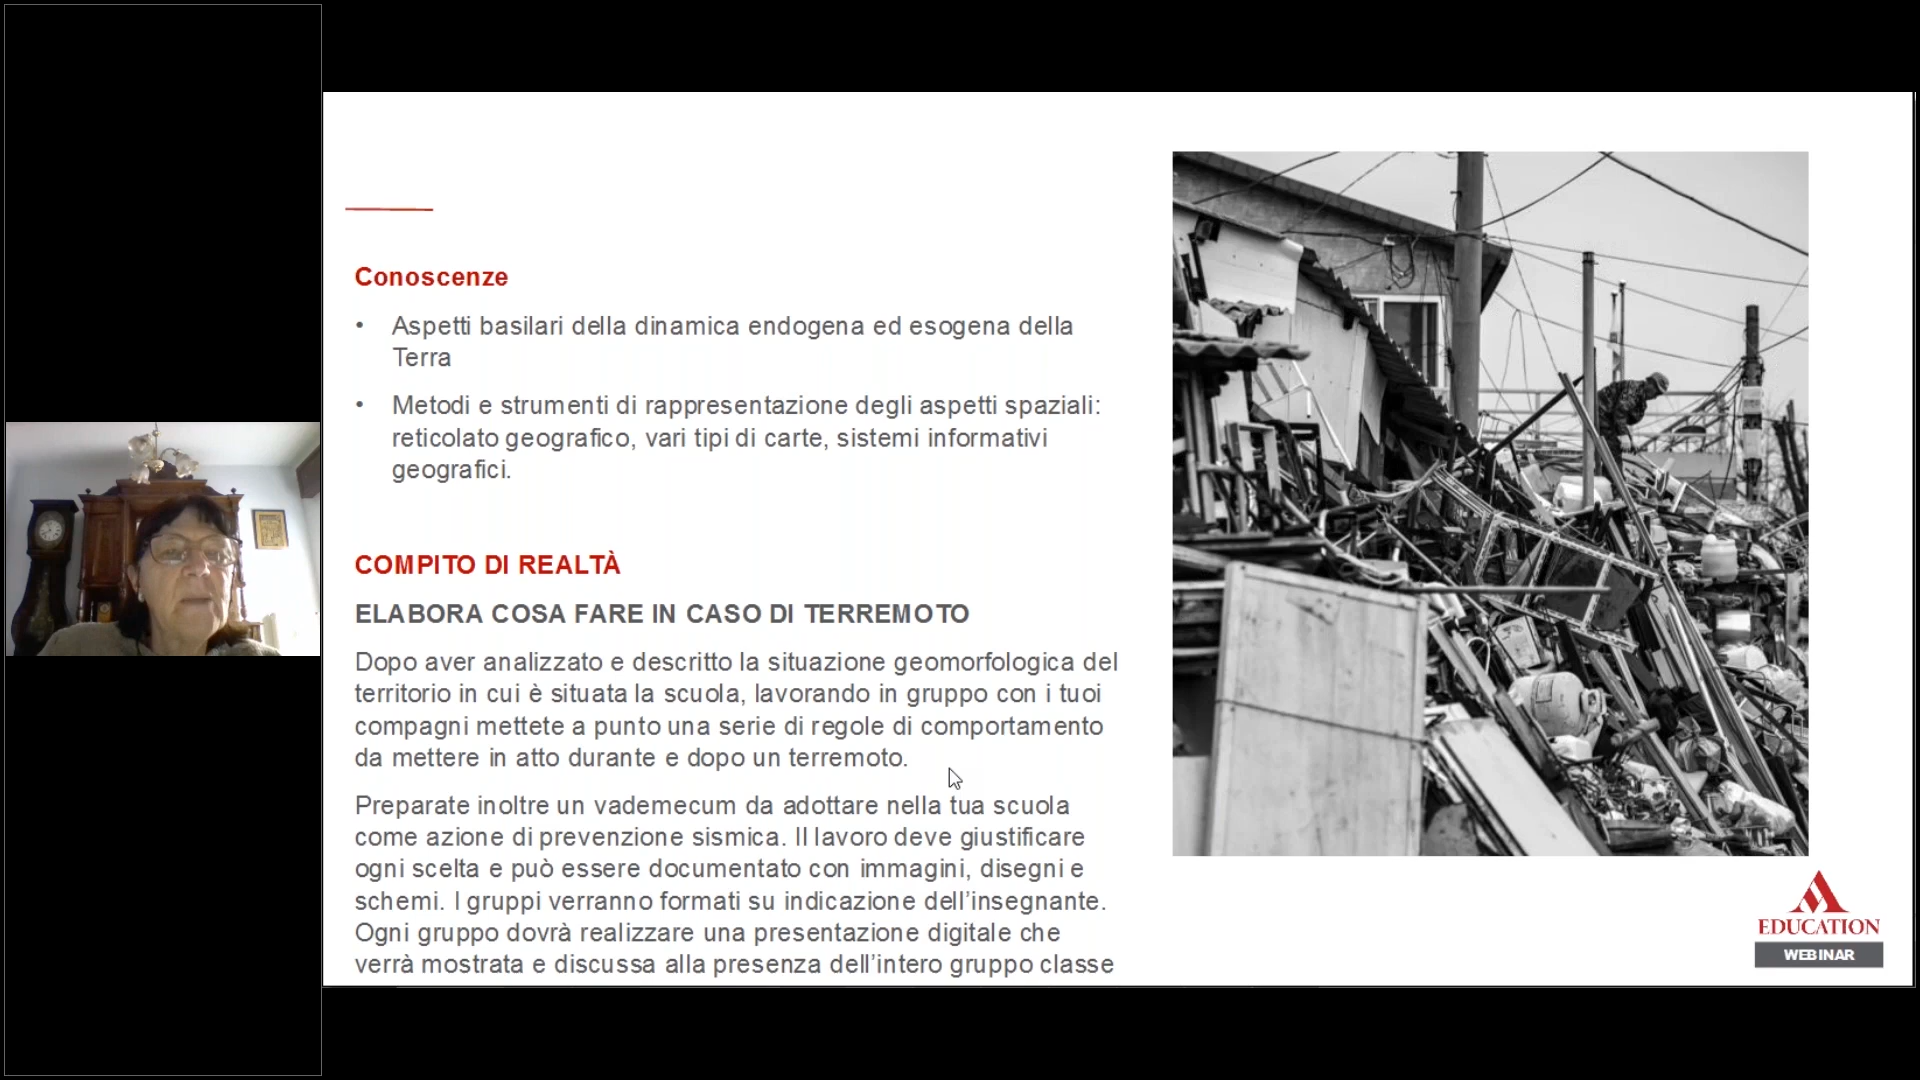 Conoscenze
• Aspetti basilari della dinamica endogena ed esogena della
Terra
• Metodi e strumenti di rappresentazione degli aspetti spaziali:
reticolato geografico, vari tipi di carte, sistemi informativi
geografici.
COMPITO DI REALTÀ
ELABORA COSA FARE IN CASO DI TERREMOTO
Dopo aver analizzato e descritto la situazione geomorfologica del
territorio in cui è situata la scuola, lavorando in gruppo con i tuoi
compagni mettete a punto una serie di regole di comportamento
da mettere in atto durante e dopo un terremoto.
Preparate inoltre un vademecum da adottare nella tua scuola
come azione di prevenzione sismica. Il lavoro deve giustificare
ogni scelta e può essere documentato con immagini, disegni e
schemi. I gruppi verranno formati su indicazione dell’insegnante.
Ogni gruppo dovrà realizzare una presentazione digitale che
verrà mostrata e discussa alla presenza dell’intero gruppo classe
EDUCATION
WEBINAR